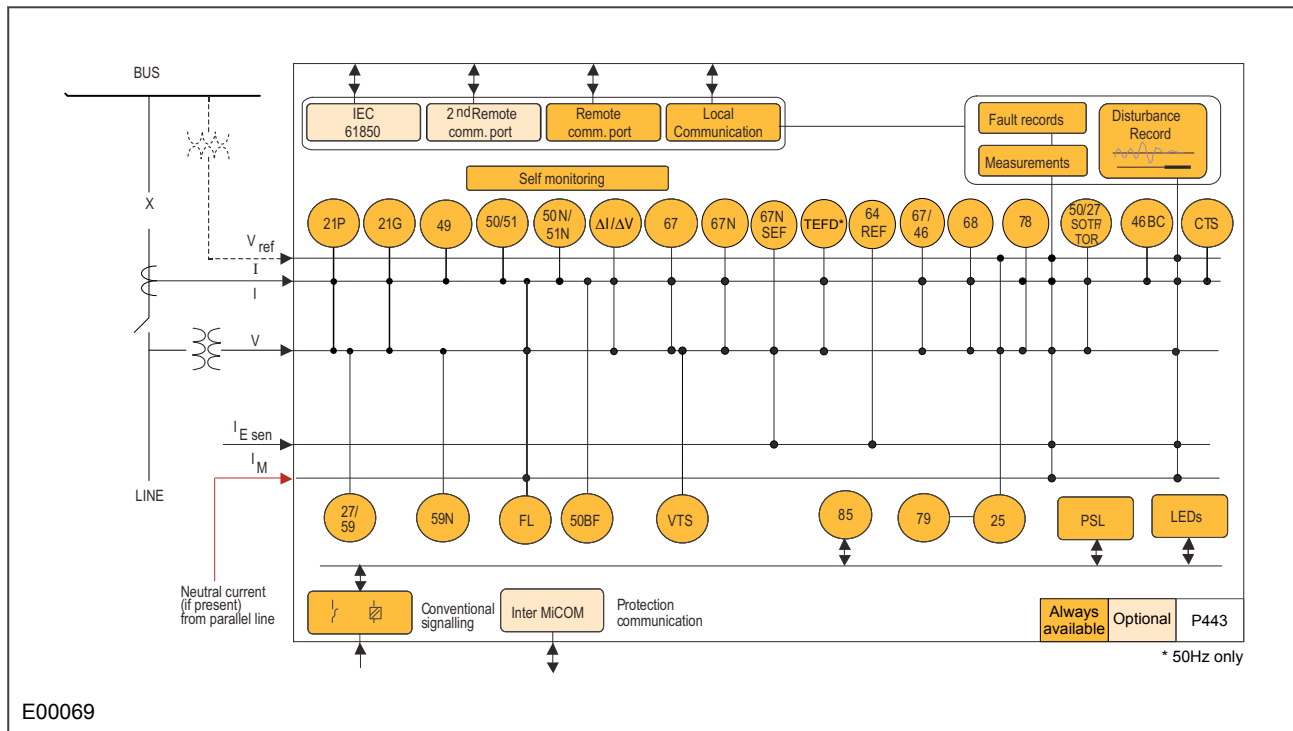 BUS
IEC
61850
2nd Remote
comm. port
Remote
comm. port
Local
Communication
Fault records
Measurements
Disturbance
Record
Self monitoring
X
21P
21G
49
50/51
50N/
51N
ΔI/ΔV
67
67N
67N
SEF
TEFD*
64
REF
67/
46
68
78
50/27
SOTF/
TOR
46BC
CTS
Vref
I
I
V
IE sen
IM
LINE
27/
59
59N
FL
50BF
VTS
85
79
25
PSL
LEDs
Neutral current
(if present)
from parallel line
Conventional
signalling
Inter MiCOM
Protection
communication
Always
available
Optional
P443
* 50Hz only
E00069